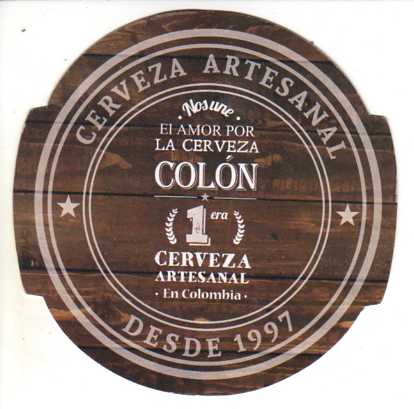 CERVEZA ARTESANAL
Nos une
El AMOR POR
LA CERVEZA
COLÓN
1era
CERVEZA
ARTESANAL
· En Colombia ·
DESDE 1997